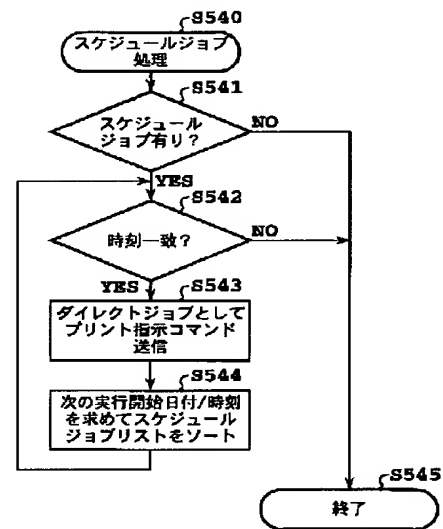 S540
スケジュールジョブ
処理
S541
スケジュール
ジョブ有り?
NO
YES
S542
時刻一致?
NO
YES
S543
ダイレクトジョブとして
プリント指示コマンド
送信
S544
次の実行開始日付/時刻
を求めてスケジュール
ジョブリストをソート
S545
終了